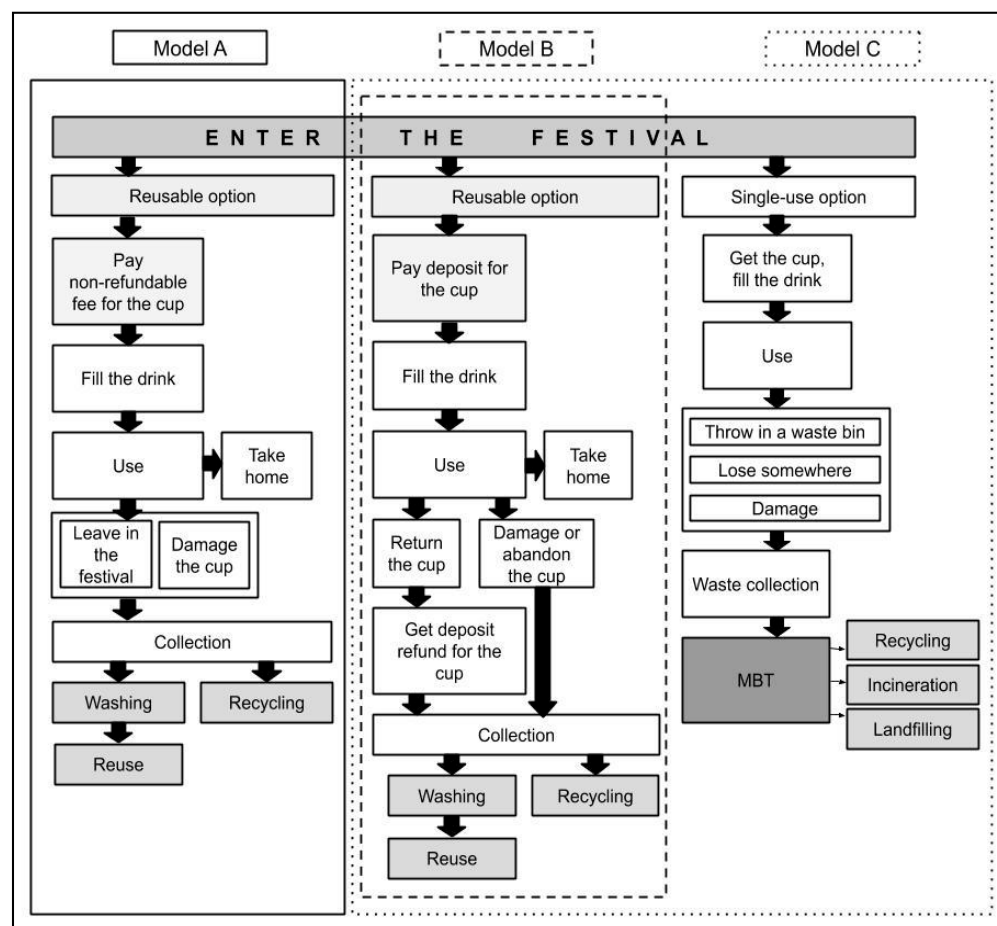 Model A
Model B
Model C
ENTER THE FESTIVAL
Reusable option
Pay
non-refundable
fee for the cup
Fill the drink
Use
Take
home
Leave in
the
festival
Damage
the cup
Collection
Washing
Recycling
Reuse
Reusable option
Pay deposit for
the cup
Fill the drink
Use
Take
home
Return
the cup
Damage or
abandon
the cup
Get deposit
refund for the
cup
Collection
Washing
Recycling
Reuse
Single-use option
Get the cup,
fill the drink
Use
Throw in a waste bin
Lose somewhere
Damage
Waste collection
MBT
Recycling
Incineration
Landfilling